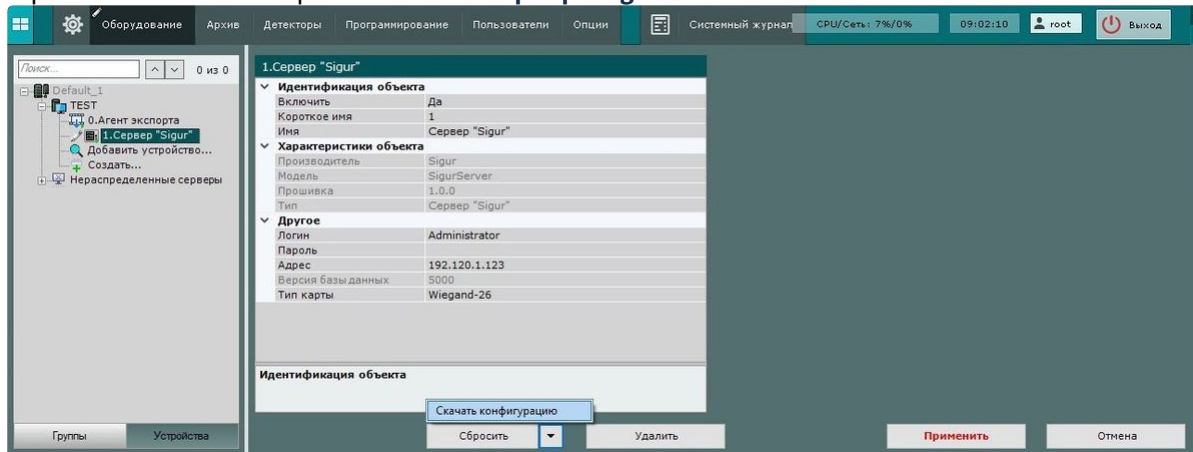 Оборудование Архив Детекторы Программирование Пользователи Опции Системный журнал CPU/Сеть: 7%/0% 09:02:10 root Выход
Поиск... 0 из 0
Default_1
TEST
0.Агент экспорта
1.Сервер "Sigur"
Добавить устройство...
Создать...
Нераспределенные серверы
Группы Устройства
1.Сервер "Sigur"
Идентификация объекта
Включить Да
Короткое имя 1
Имя Сервер "Sigur"
Характеристики объекта
Производитель Sigur
Модель SigurServer
Прошивка 1.0.0
Тип Сервер "Sigur"
Другое
Логин Administrator
Пароль
Адрес 192.120.1.123
Версия базы данных 5000
Тип карты Wiegand-26
Идентификация объекта
Скачать конфигурацию
Сбросить Удалить Применить Отмена